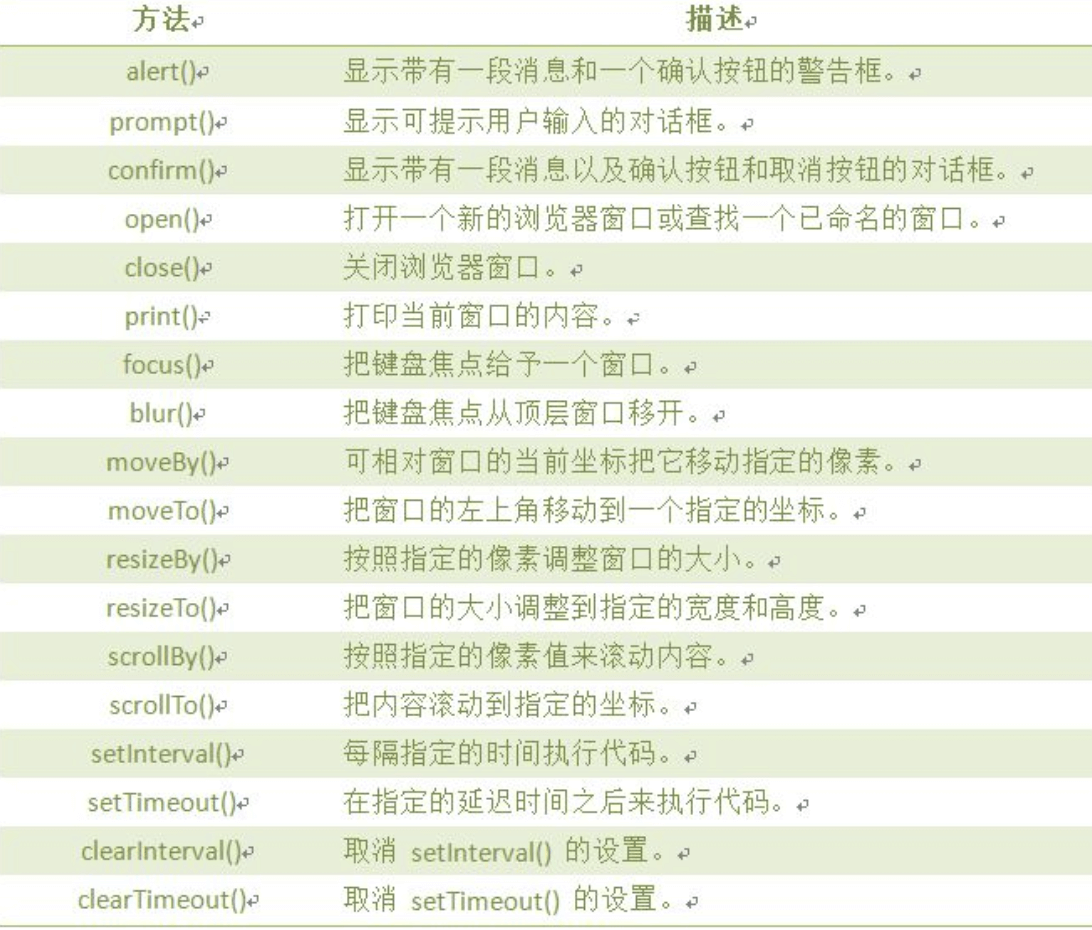 方法 描述
alert() 显示带有一段消息和一个确认按钮的警告框。
prompt() 显示可提示用户输入的对话框。
confirm() 显示带有一段消息以及确认按钮和取消按钮的对话框。
open() 打开一个新的浏览器窗口或查找一个已命名的窗口。
close() 关闭浏览器窗口。
print() 打印当前窗口的内容。
focus() 把键盘焦点给予一个窗口。
blur() 把键盘焦点从顶层窗口移开。
moveBy() 可相对窗口的当前坐标把它移动指定的像素。
moveTo() 把窗口的左上角移动到一个指定的坐标。
resizeBy() 按照指定的像素调整窗口的大小。
resizeTo() 把窗口的大小调整到指定的宽度和高度。
scrollBy() 按照指定的像素值来滚动内容。
scrollTo() 把内容滚动到指定的坐标。
setInterval() 每隔指定的时间执行代码。
setTimeout() 在指定的延迟时间之后来执行代码。
clearInterval() 取消 setInterval() 的设置。
clearTimeout() 取消 setTimeout() 的设置。